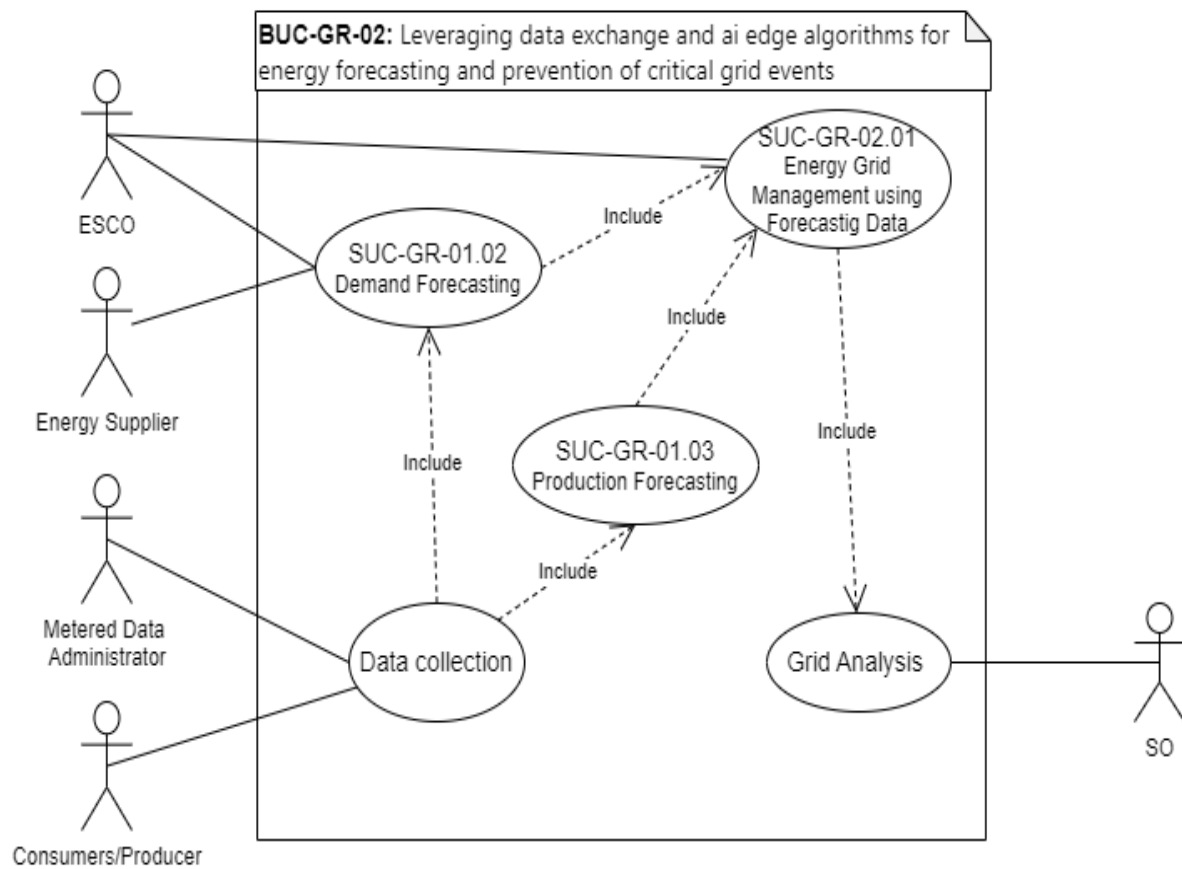 BUC-GR-02: Leveraging data exchange and ai edge algorithms for
energy forecasting and prevention of critical grid events
ESCO
SUC-GR-02.01
Energy Grid
Management using
Forecastig Data
Include
SUC-GR-01.02
Demand Forecasting
Include
Energy Supplier
Include
Include
SUC-GR-01.03
Production Forecasting
Include
Metered Data
Administrator
Data collection
Grid Analysis
SO
Consumers/Producer